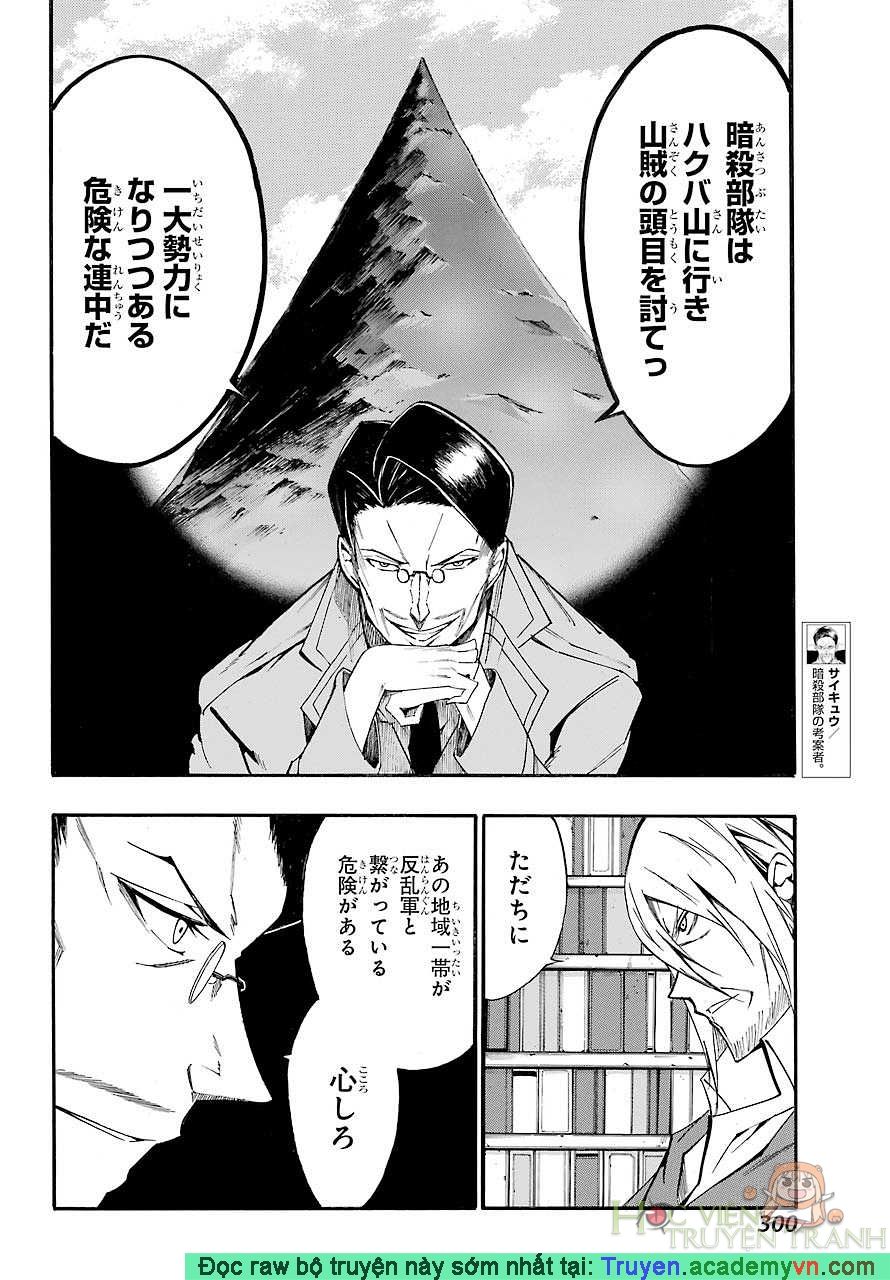 暗殺部隊は
ハクバ山に行き
山賊の頭目を討てっ
一大勢力に
なりつつある
危険な連中だ
サイキュウ／
暗殺部隊の考案者。
ただちに
あの地域一帯が
反乱軍と
繋がっている
危険がある
心しろ
300
HỌC VIỆN
TRUYỆN TRANH
Đọc raw bộ truyện này sớm nhất tại: Truyen.academyvn.com